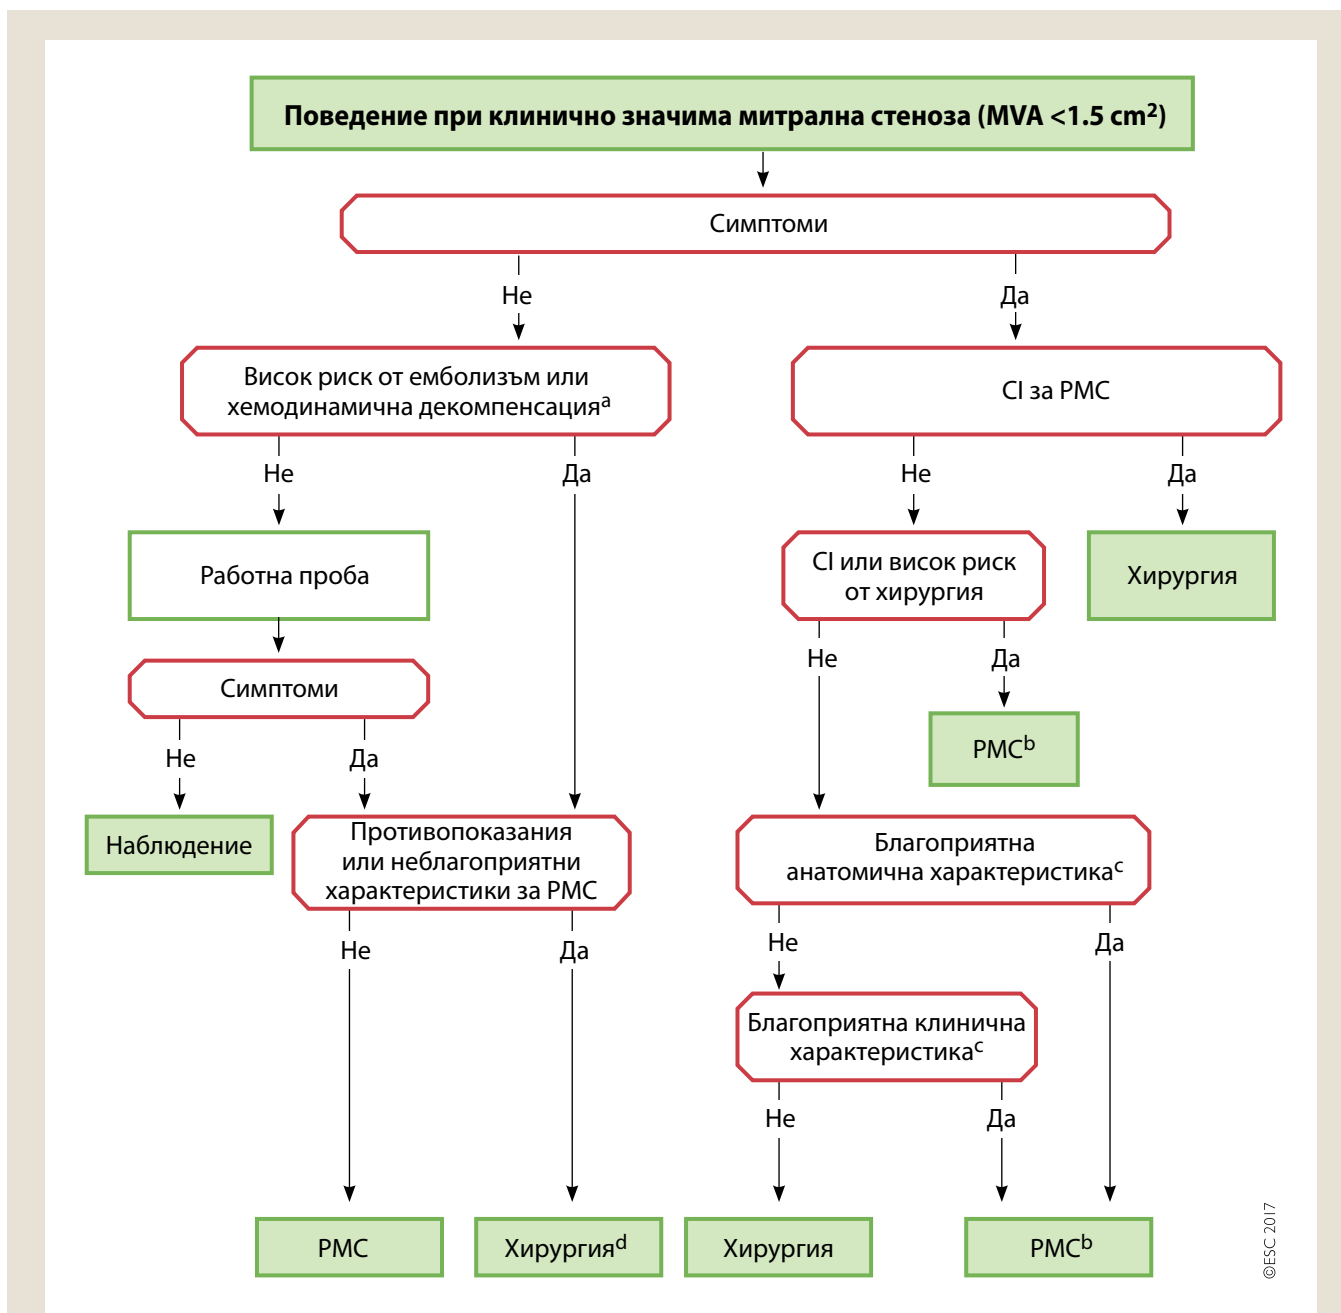 Поведение при клинично значима митрална стеноза (MVA <1.5 cm²)
Симптоми
Не
Да
Висок риск от емболизъм или
хемодинамична декомпенсацияᵃ
CI за PMC
Не
Да
Не
Да
Работна проба
CI или висок риск
от хирургия
Хирургия
Симптоми
Не
Да
Не
Да
PMCᵇ
Наблюдение
Противопоказания
или неблагоприятни
характеристики за PMC
Благоприятна
анатомична характеристикаᶜ
Не
Да
Не
Да
Благоприятна клинична
характеристикаᶜ
Не
Да
PMC
Хирургияᵈ
Хирургия
PMCᵇ
©ESC 2017